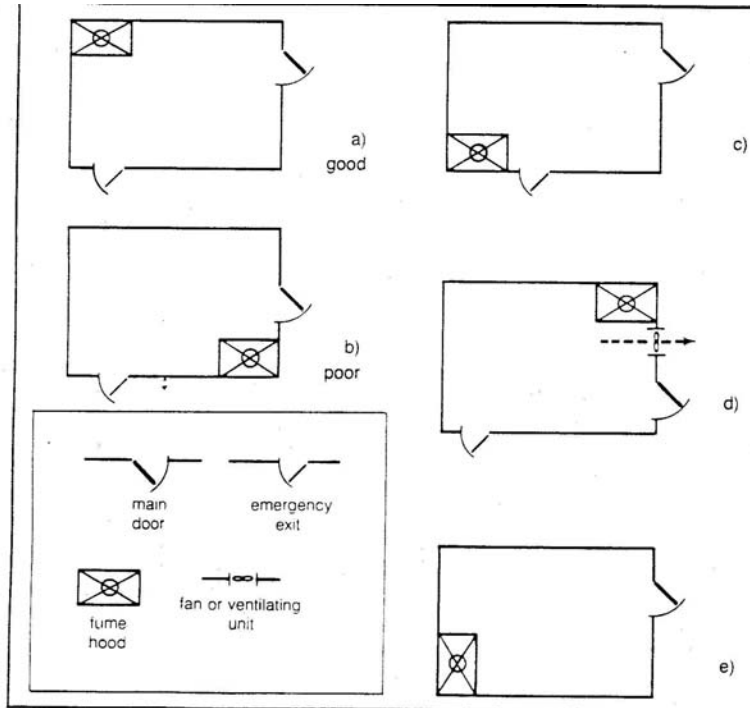 a)
good
c)
b)
poor
d)
main
door
emergency
exit
fume
hood
fan or ventilating
unit
e)